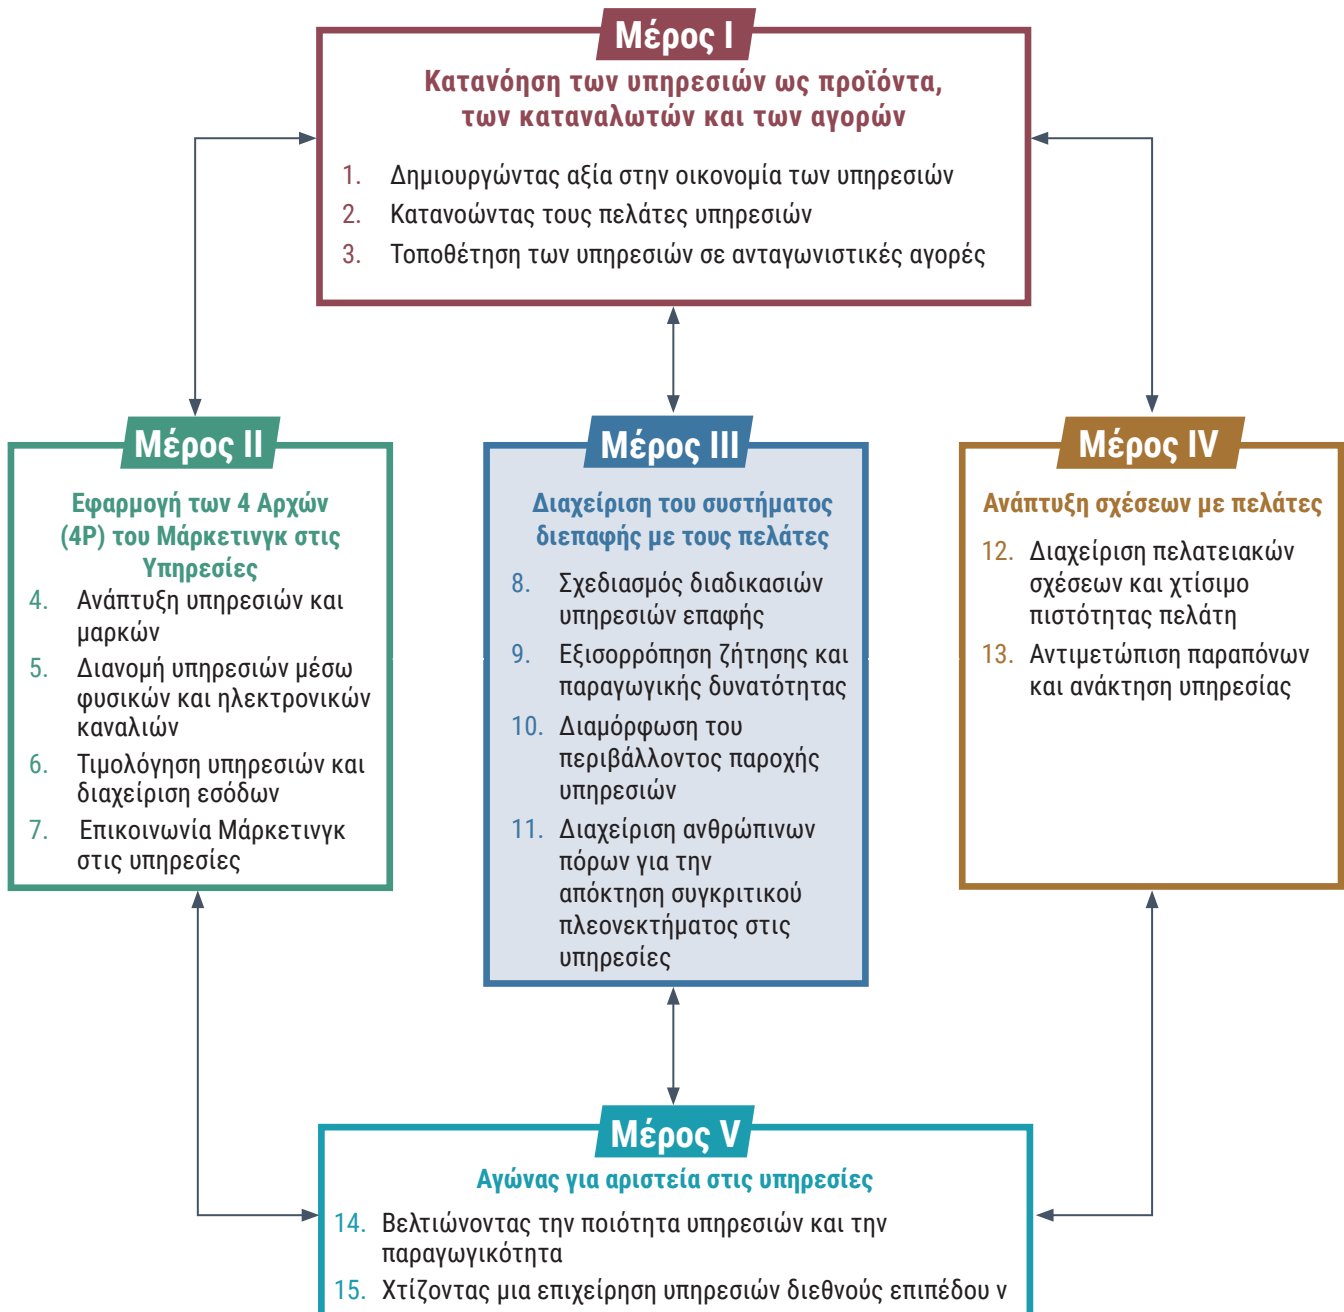 Μέρος I
Κατανόηση των υπηρεσιών ως προϊόντα,
των καταναλωτών και των αγορών
1. Δημιουργώντας αξία στην οικονομία των υπηρεσιών
2. Κατανοώντας τους πελάτες υπηρεσιών
3. Τοποθέτηση των υπηρεσιών σε ανταγωνιστικές αγορές
Μέρος II
Εφαρμογή των 4 Αρχών
(4P) του Μάρκετινγκ στις
Υπηρεσίες
4. Ανάπτυξη υπηρεσιών και
μαρκών
5. Διανομή υπηρεσιών μέσω
φυσικών και ηλεκτρονικών
καναλιών
6. Τιμολόγηση υπηρεσιών και
διαχείριση εσόδων
7. Επικοινωνία Μάρκετινγκ
στις υπηρεσίες
Μέρος III
Διαχείριση του συστήματος
διεπαφής με τους πελάτες
8. Σχεδιασμός διαδικασιών
υπηρεσιών επαφής
9. Εξισορρόπηση ζήτησης και
παραγωγικής δυνατότητας
10. Διαμόρφωση του
περιβάλλοντος παροχής
υπηρεσιών
11. Διαχείριση ανθρώπινων
πόρων για την
απόκτηση συγκριτικού
πλεονεκτήματος στις
υπηρεσίες
Μέρος IV
Ανάπτυξη σχέσεων με πελάτες
12. Διαχείριση πελατειακών
σχέσεων και χτίσιμο
πιστότητας πελάτη
13. Αντιμετώπιση παραπόνων
και ανάκτηση υπηρεσίας
Μέρος V
Αγώνας για αριστεία στις υπηρεσίες
14. Βελτιώνοντας την ποιότητα υπηρεσιών και την
παραγωγικότητα
15. Χτίζοντας μια επιχείρηση υπηρεσιών διεθνούς επιπέδου ν